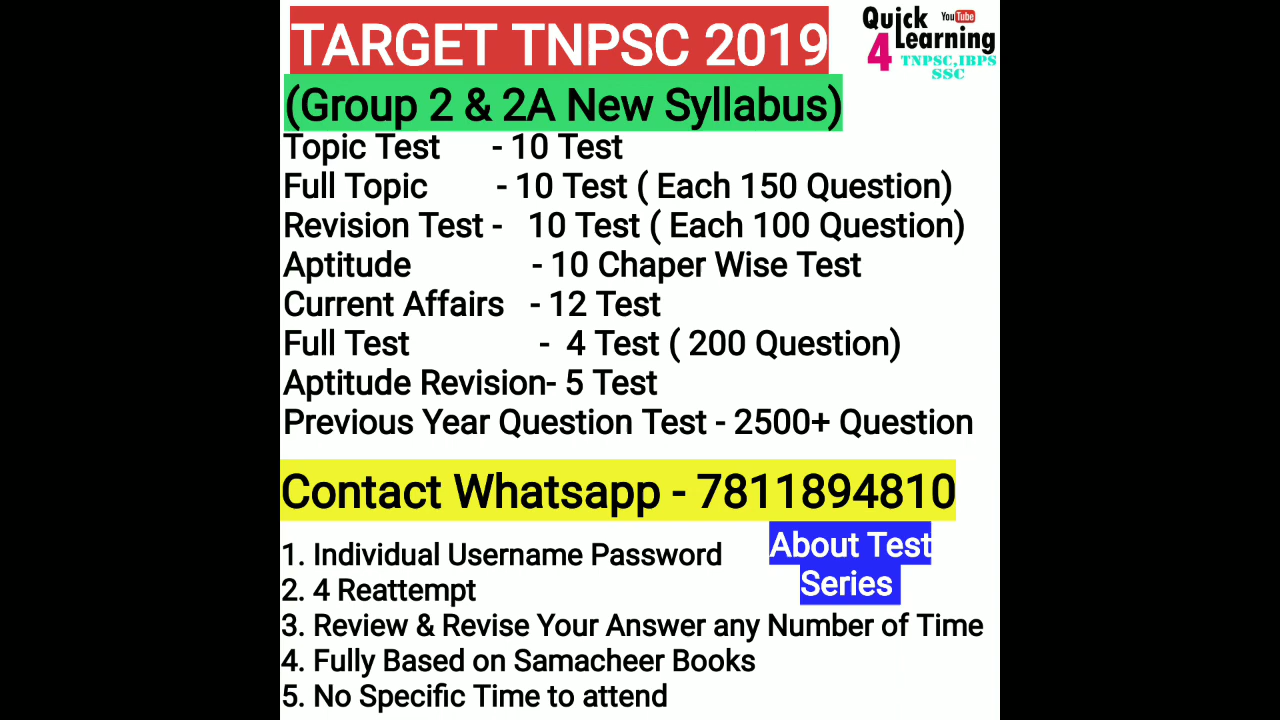 TARGET TNPSC 2019
Quick YouTube
4 Learning
TNPSC,IBPS
SSC
(Group 2 & 2A New Syllabus)
Topic Test - 10 Test
Full Topic - 10 Test ( Each 150 Question)
Revision Test - 10 Test ( Each 100 Question)
Aptitude - 10 Chaper Wise Test
Current Affairs - 12 Test
Full Test - 4 Test ( 200 Question)
Aptitude Revision- 5 Test
Previous Year Question Test - 2500+ Question
Contact Whatsapp - 7811894810
About Test
Series
1. Individual Username Password
2. 4 Reattempt
3. Review & Revise Your Answer any Number of Time
4. Fully Based on Samacheer Books
5. No Specific Time to attend